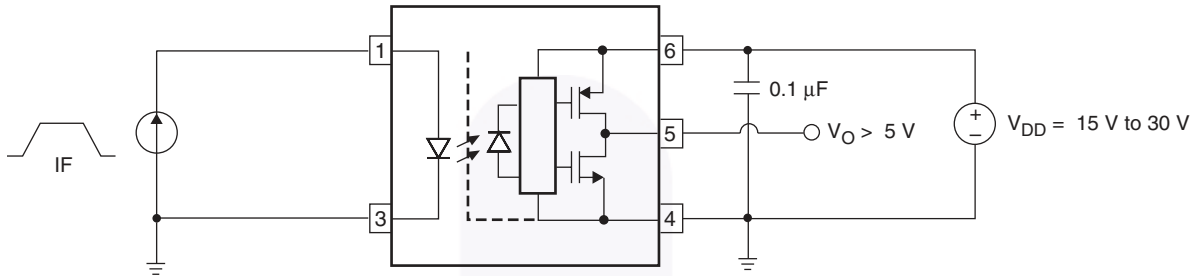 1
6
0.1 μF
IF
5
V_O > 5 V
+
–
V_DD = 15 V to 30 V
3
4